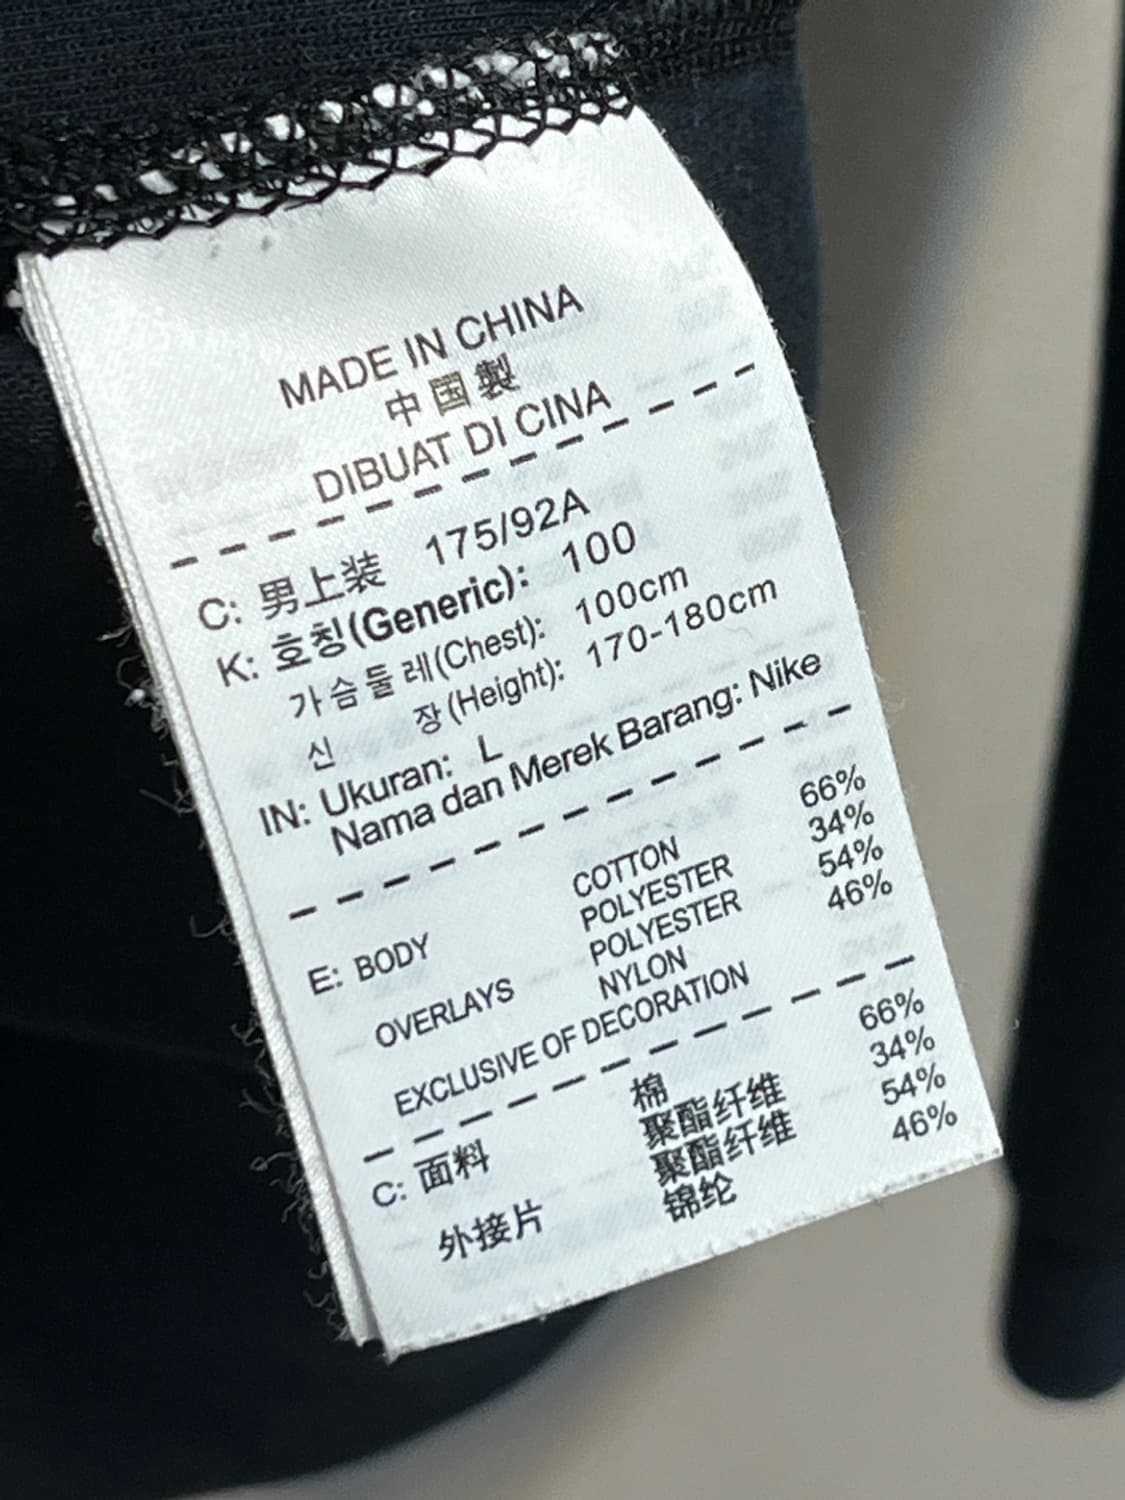 MADE IN CHINA
中国製
DIBUAT DI CINA
C: 男上装 175/92A
K: 호칭(Generic): 100
가슴둘레(Chest): 100cm
신 장(Height): 170-180cm
IN: Ukuran: L
Nama dan Merek Barang: Nike
COTTON 66%
E: BODY POLYESTER 34%
POLYESTER 54%
OVERLAYS NYLON 46%
EXCLUSIVE OF DECORATION
棉 66%
C: 面料 聚酯纤维 34%
聚酯纤维 54%
外接片 锦纶 46%